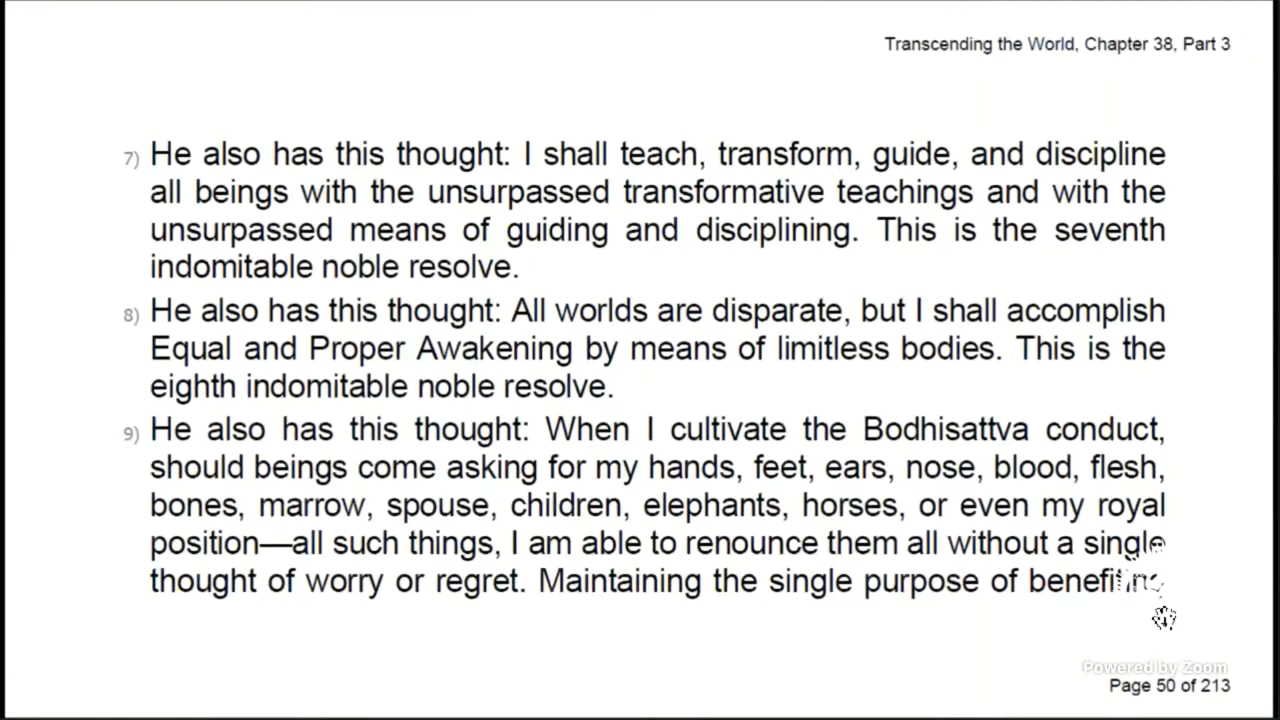 Transcending the World, Chapter 38, Part 3
7) He also has this thought: I shall teach, transform, guide, and discipline
all beings with the unsurpassed transformative teachings and with the
unsurpassed means of guiding and disciplining. This is the seventh
indomitable noble resolve.
8) He also has this thought: All worlds are disparate, but I shall accomplish
Equal and Proper Awakening by means of limitless bodies. This is the
eighth indomitable noble resolve.
9) He also has this thought: When I cultivate the Bodhisattva conduct,
should beings come asking for my hands, feet, ears, nose, blood, flesh,
bones, marrow, spouse, children, elephants, horses, or even my royal
position—all such things, I am able to renounce them all without a single
thought of worry or regret. Maintaining the single purpose of
Powered by Zoom
Page 50 of 213